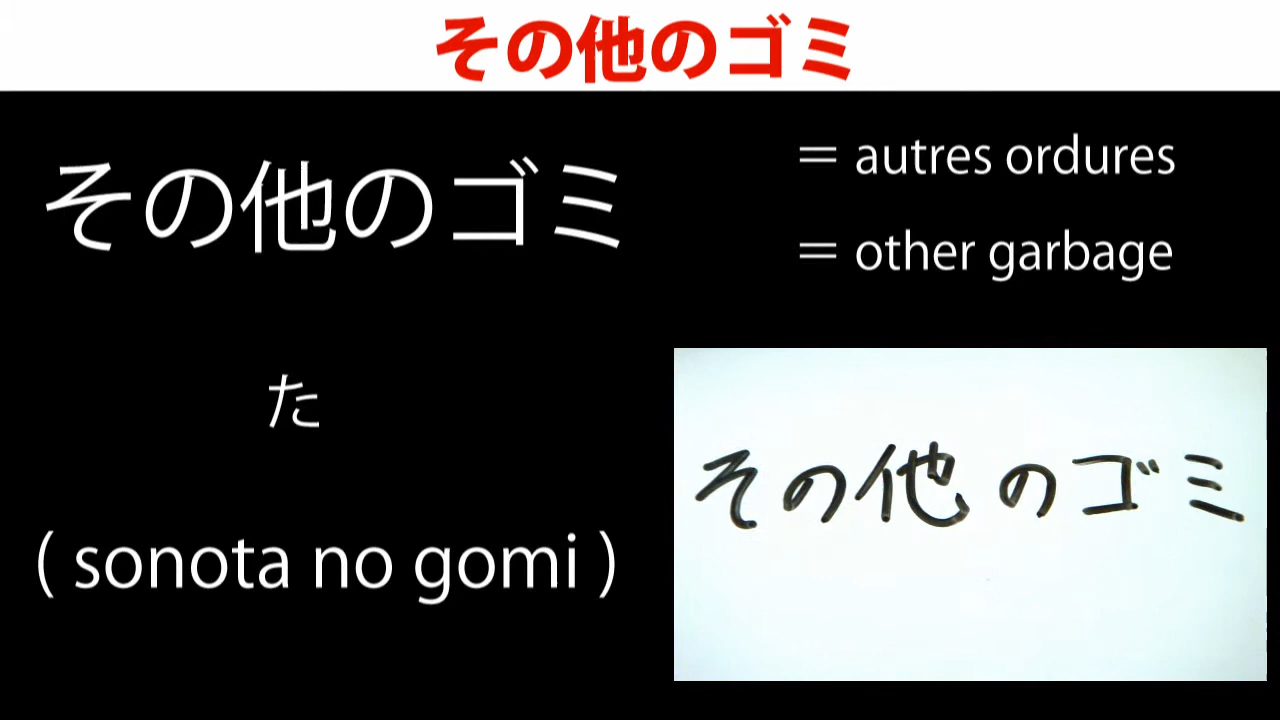 その他のゴミ
その他のゴミ
た
( sonota no gomi )
= autres ordures
= other garbage
その他のゴミ